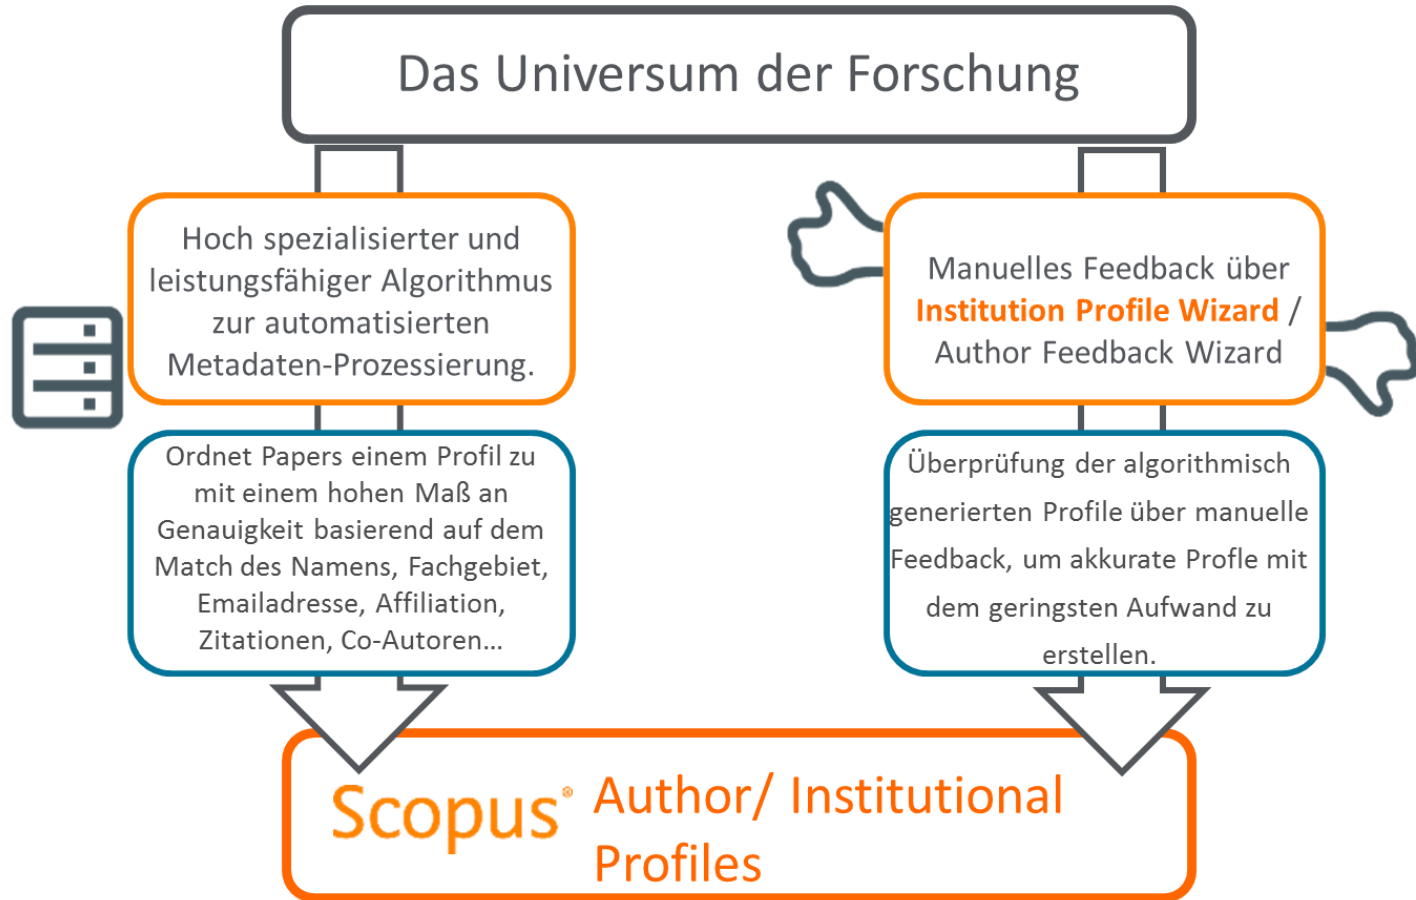 Das Universum der Forschung
Hoch spezialisierter und
leistungsfähiger Algorithmus
zur automatisierten
Metadaten-Prozessierung.
Ordnet Papers einem Profil zu
mit einem hohen Maß an
Genauigkeit basierend auf dem
Match des Namens, Fachgebiet,
Emailadresse, Affiliation,
Zitationen, Co-Autoren...
Manuelles Feedback über
Institution Profile Wizard /
Author Feedback Wizard
Überprüfung der algorithmisch
generierten Profile über manuelle
Feedback, um akkurate Profle mit
dem geringsten Aufwand zu
erstellen.
Scopus® Author/ Institutional
Profiles